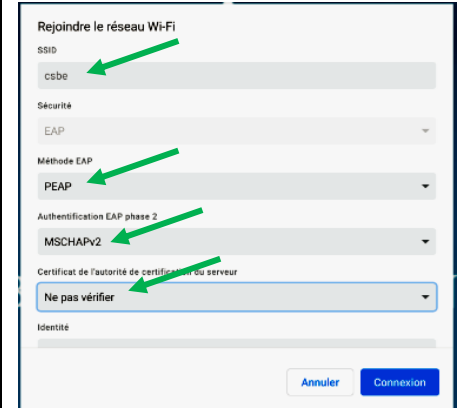 Rejoindre le réseau Wi-Fi
SSID
csbe
Sécurité
EAP
Méthode EAP
PEAP
Authentification EAP phase 2
MSCHAPv2
Certificat de l'autorité de certification du serveur
Ne pas vérifier
Identité
Annuler
Connexion